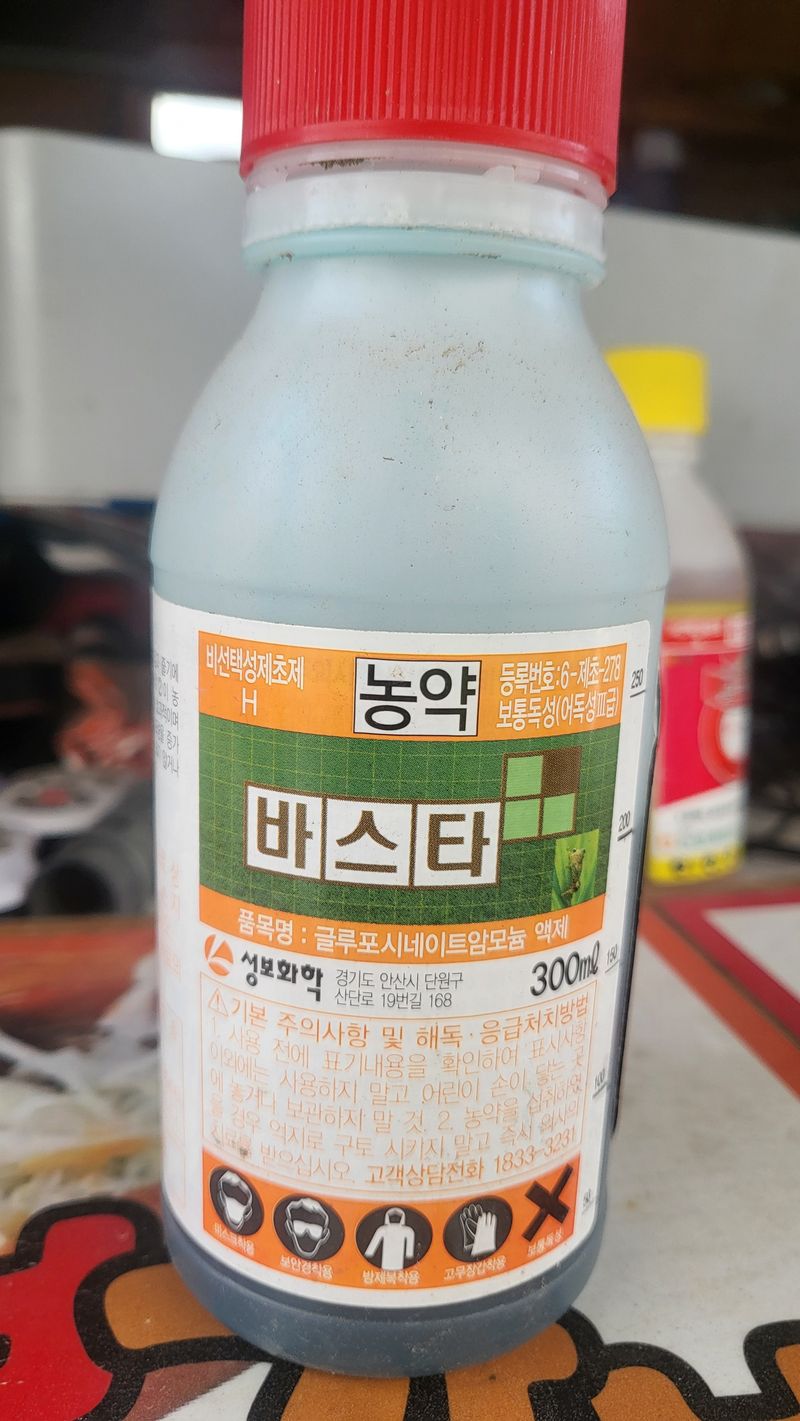 비선택성제초제
H
농약
등록번호:6-제초-278
보통독성(어독성Ⅲ급)
바스타
품목명 : 글루포시네이트암모늄 액제
성보화학
경기도 안산시 단원구
산단로 19번길 168
300ml
기본 주의사항 및 해독·응급처치방법
1. 사용 전에 표기내용을 확인하여 표시사항
이외에는 사용하지 말고 어린이 손이 닿는 곳
에 놓거나 보관하지 말 것. 2. 농약을 섭취하였
을 경우 억지로 구토 시키지 말고 즉시 의사의
치료를 받으십시오. 고객상담전화 1833-3231
마스크착용
보안경착용
방제복착용
고무장갑착용
보통독성
250
200
150
100
50